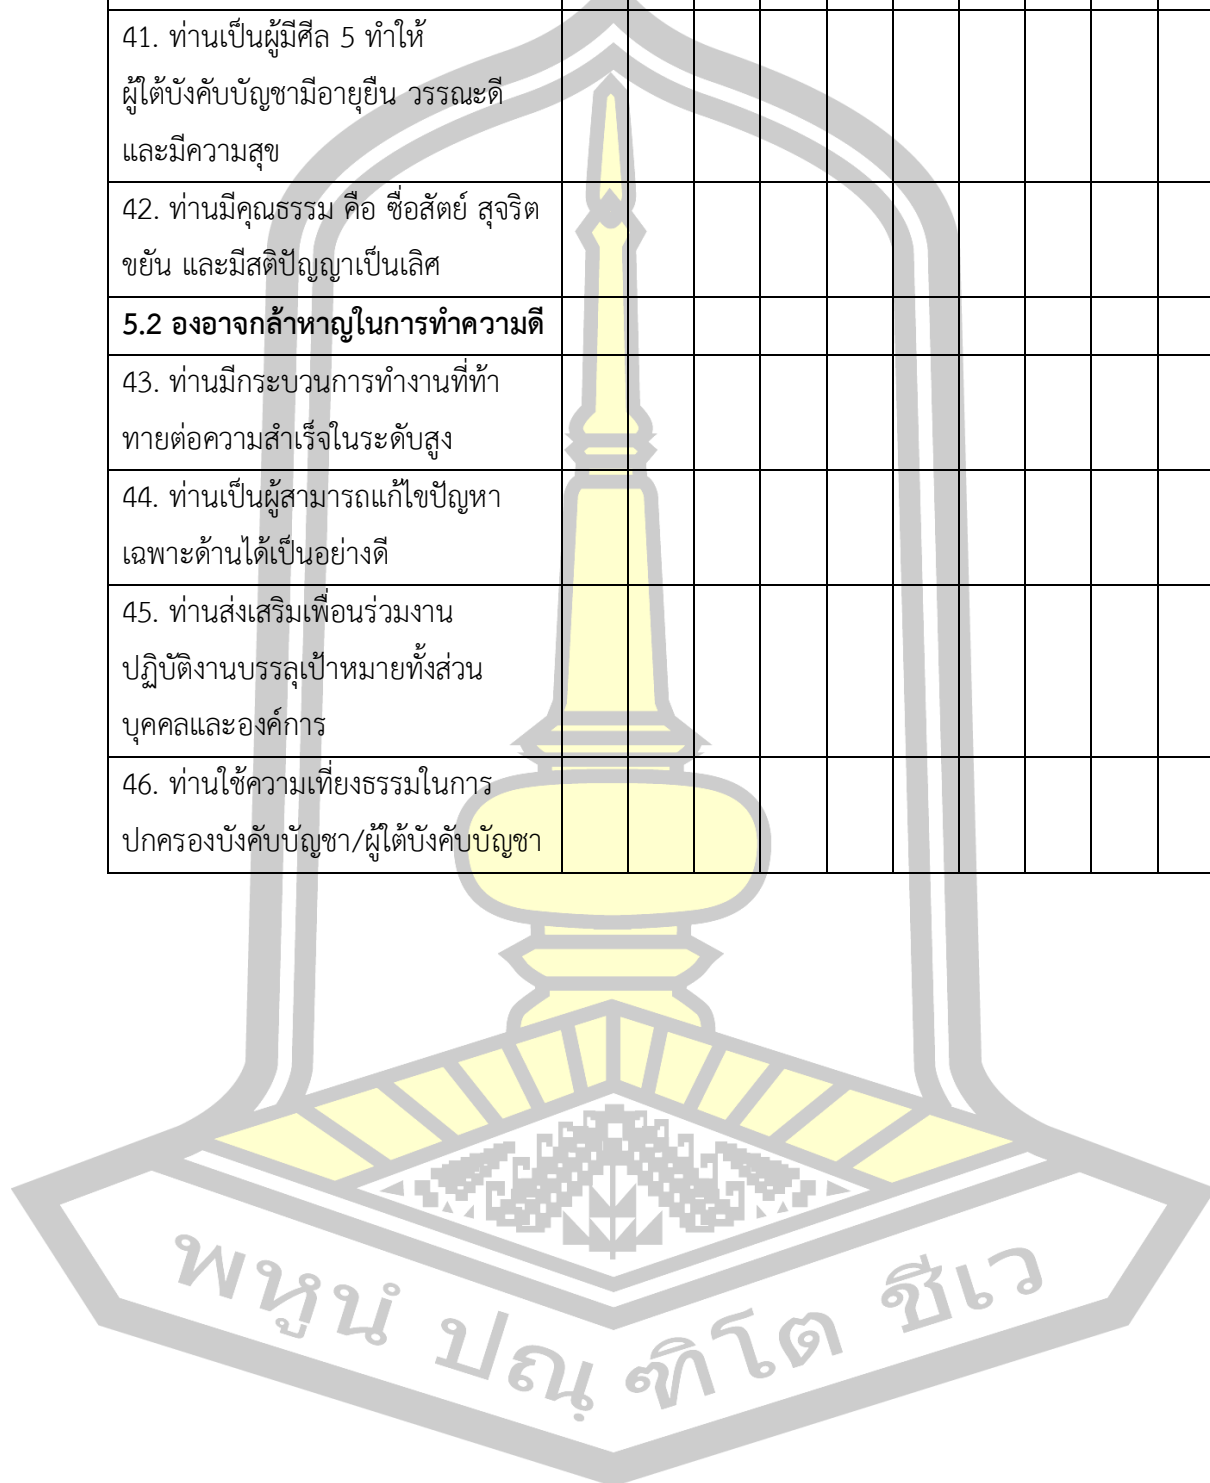 41. ท่านเป็นผู้มีศีล 5 ทำให้
ผู้ใต้บังคับบัญชามีอายุยืน วรรณะดี
และมีความสุข
42. ท่านมีคุณธรรม คือ ซื่อสัตย์ สุจริต
ขยัน และมีสติปัญญาเป็นเลิศ
5.2 องอาจกล้าหาญในการทำความดี
43. ท่านมีกระบวนการทำงานที่ท้า
ทายต่อความสำเร็จในระดับสูง
44. ท่านเป็นผู้สามารถแก้ไขปัญหา
เฉพาะด้านได้เป็นอย่างดี
45. ท่านส่งเสริมเพื่อนร่วมงาน
ปฏิบัติงานบรรลุเป้าหมายทั้งส่วน
บุคคลและองค์การ
46. ท่านใช้ความเที่ยงธรรมในการ
ปกครองบังคับบัญชา/ผู้ใต้บังคับบัญชา
พหูนํ ปณฺฑิโต ชีเว